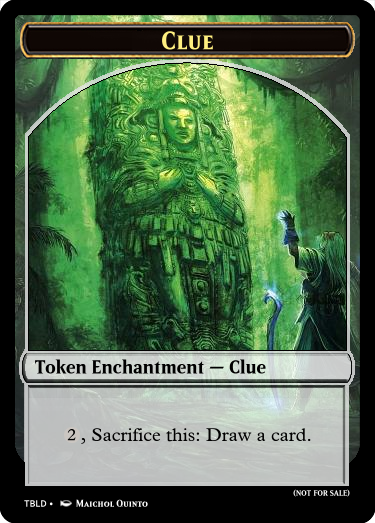 Clue
Token Enchantment — Clue
2 , Sacrifice this: Draw a card.
(NOT FOR SALE)
TBLD • Maichol Quinto